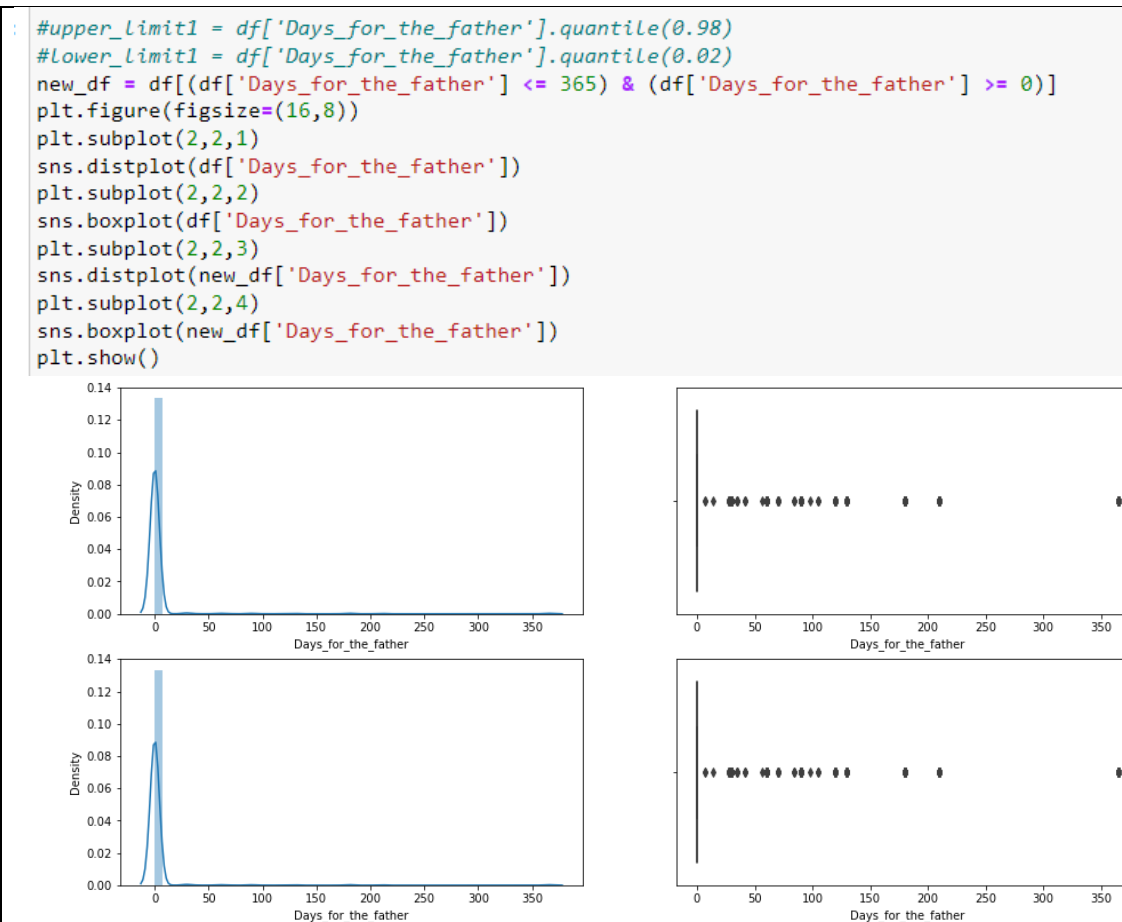 #upper_limit1 = df['Days_for_the_father'].quantile(0.98)
#lower_limit1 = df['Days_for_the_father'].quantile(0.02)
new_df = df[(df['Days_for_the_father'] <= 365) & (df['Days_for_the_father'] >= 0)]
plt.figure(figsize=(16,8))
plt.subplot(2,2,1)
sns.distplot(df['Days_for_the_father'])
plt.subplot(2,2,2)
sns.boxplot(df['Days_for_the_father'])
plt.subplot(2,2,3)
sns.distplot(new_df['Days_for_the_father'])
plt.subplot(2,2,4)
sns.boxplot(new_df['Days_for_the_father'])
plt.show()
0.14
0.12
0.10
0.08
0.06
0.04
0.02
0.00
Density
0 50 100 150 200 250 300 350
Days_for_the_father
0 50 100 150 200 250 300 350
Days_for_the_father
0.14
0.12
0.10
0.08
0.06
0.04
0.02
0.00
Density
0 50 100 150 200 250 300 350
Days_for_the_father
0 50 100 150 200 250 300 350
Days_for_the_father